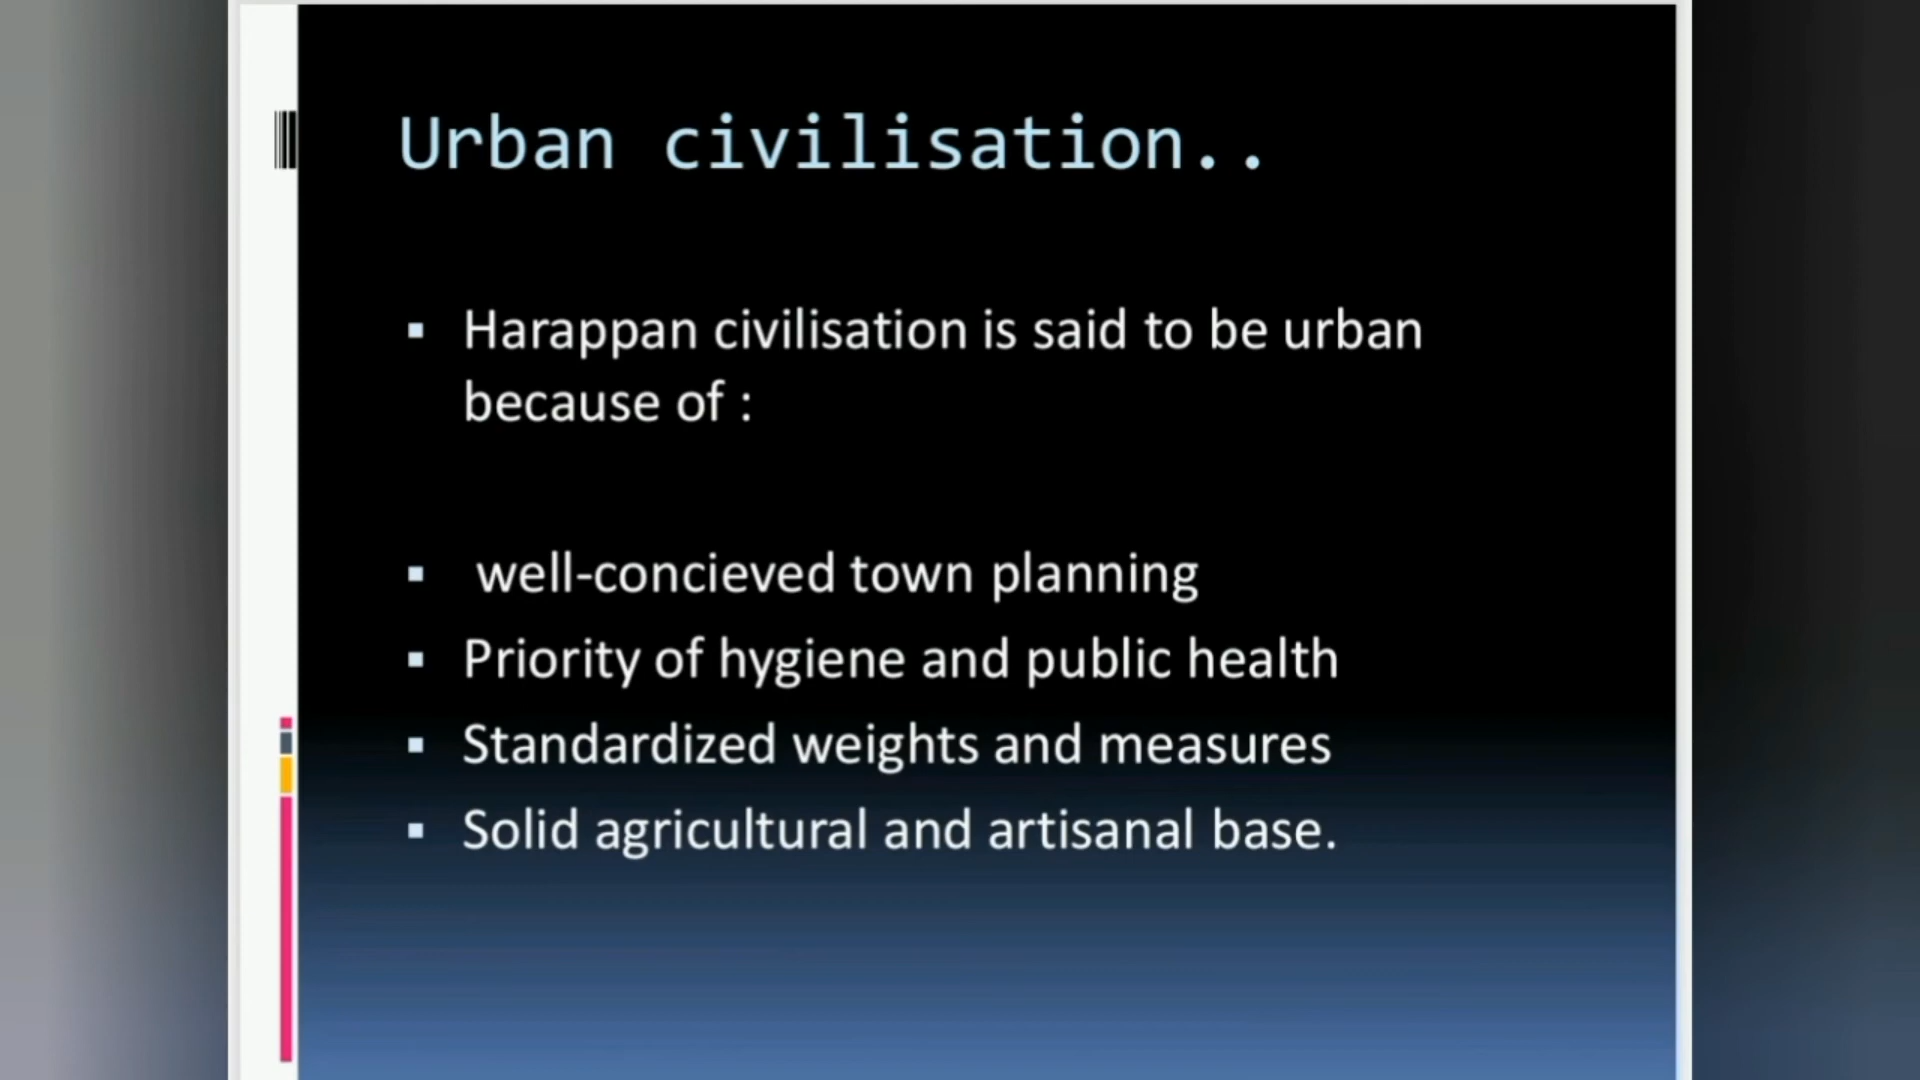 Urban civilisation..
▪ Harappan civilisation is said to be urban
because of :
▪ well-concieved town planning
▪ Priority of hygiene and public health
▪ Standardized weights and measures
▪ Solid agricultural and artisanal base.